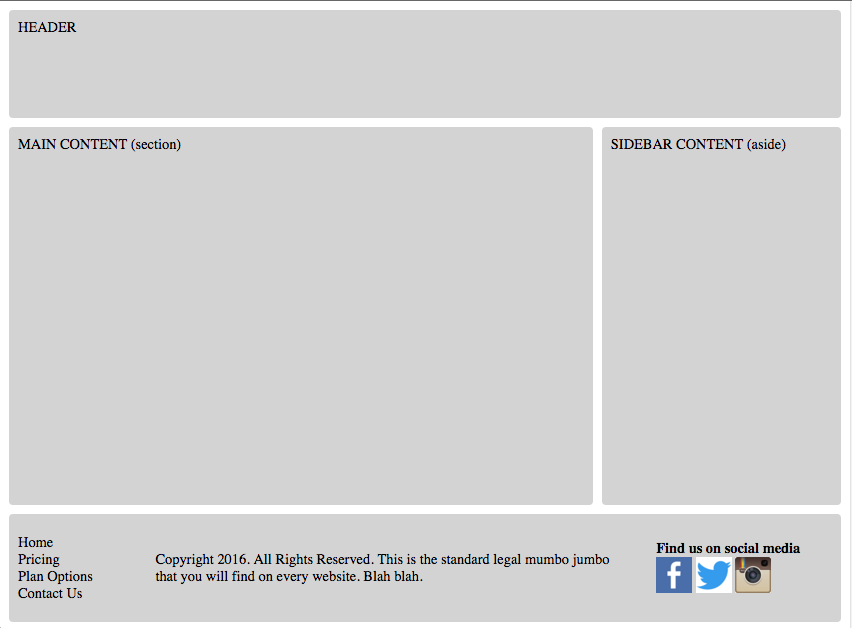 HEADER
MAIN CONTENT (section)
SIDEBAR CONTENT (aside)
Home
Pricing
Plan Options
Contact Us
Copyright 2016. All Rights Reserved. This is the standard legal mumbo jumbo
that you will find on every website. Blah blah.
Find us on social media